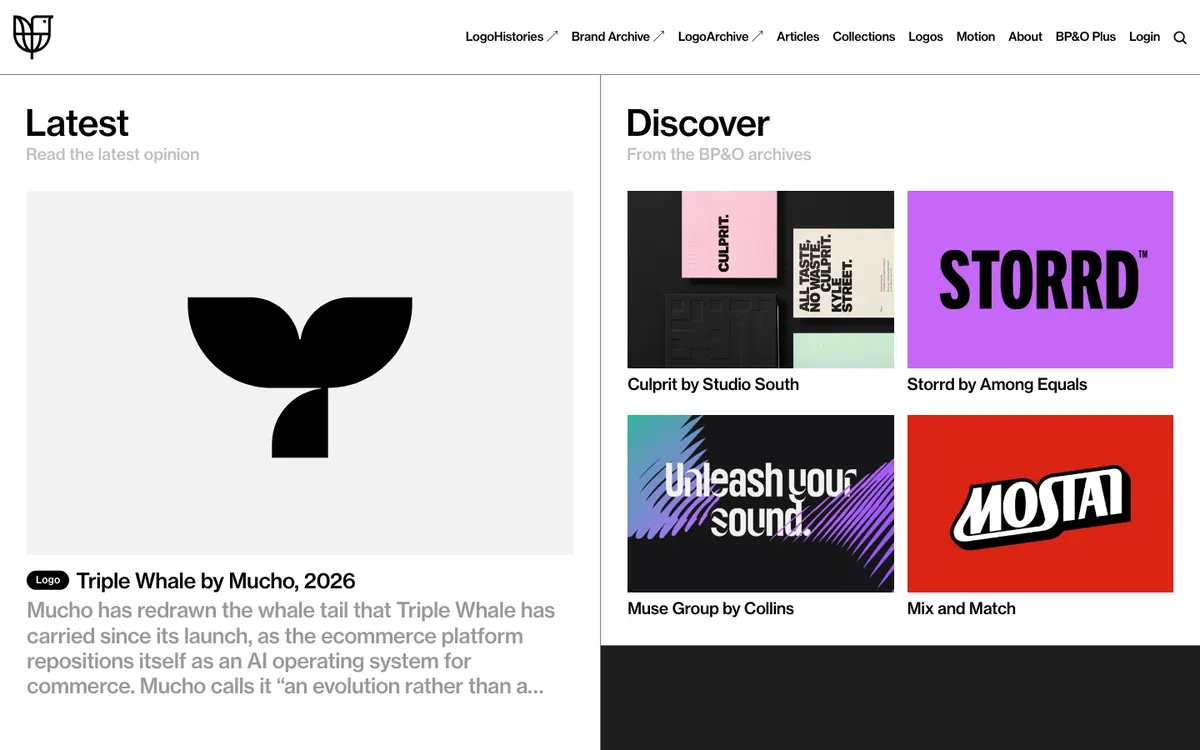 LogoHistories ↗ Brand Archive ↗ LogoArchive ↗ Articles Collections Logos Motion About BP&O Plus Login
Latest
Read the latest opinion
Logo Triple Whale by Mucho, 2026
Mucho has redrawn the whale tail that Triple Whale has
carried since its launch, as the ecommerce platform
repositions itself as an AI operating system for
commerce. Mucho calls it “an evolution rather than a...
Discover
From the BP&O archives
CULPRIT.
ALL TASTE,
NO WASTE.
CULPRIT.
KYLE
STREET.
Culprit by Studio South
STORRD™
Storrd by Among Equals
Unleash your
sound.
Muse Group by Collins
MOSTAI
Mix and Match